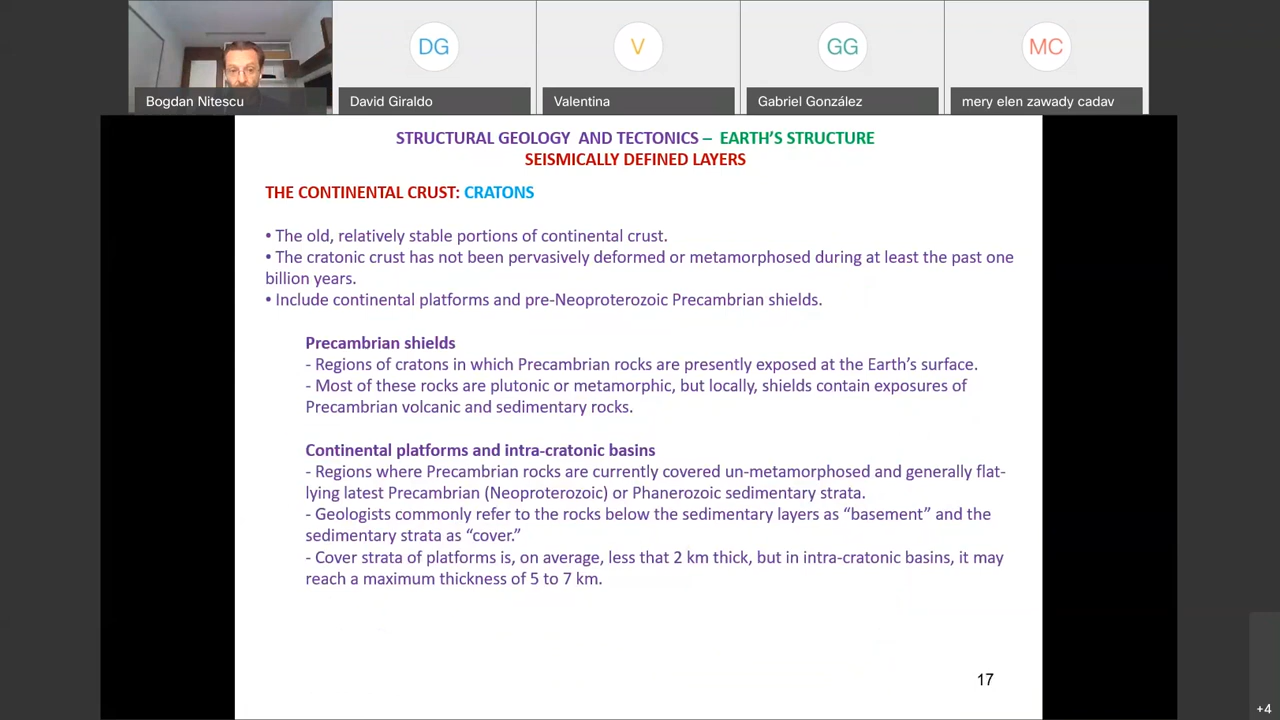 DG
V
GG
MC
Bogdan Nitescu
David Giraldo
Valentina
Gabriel González
mery elen zawady cadav
STRUCTURAL GEOLOGY AND TECTONICS – EARTH'S STRUCTURE
SEISMICALLY DEFINED LAYERS
THE CONTINENTAL CRUST: CRATONS
• The old, relatively stable portions of continental crust.
• The cratonic crust has not been pervasively deformed or metamorphosed during at least the past one
billion years.
• Include continental platforms and pre-Neoproterozoic Precambrian shields.
Precambrian shields
- Regions of cratons in which Precambrian rocks are presently exposed at the Earth's surface.
- Most of these rocks are plutonic or metamorphic, but locally, shields contain exposures of
Precambrian volcanic and sedimentary rocks.
Continental platforms and intra-cratonic basins
- Regions where Precambrian rocks are currently covered un-metamorphosed and generally flat-
lying latest Precambrian (Neoproterozoic) or Phanerozoic sedimentary strata.
- Geologists commonly refer to the rocks below the sedimentary layers as “basement” and the
sedimentary strata as “cover.”
- Cover strata of platforms is, on average, less that 2 km thick, but in intra-cratonic basins, it may
reach a maximum thickness of 5 to 7 km.
17
+4